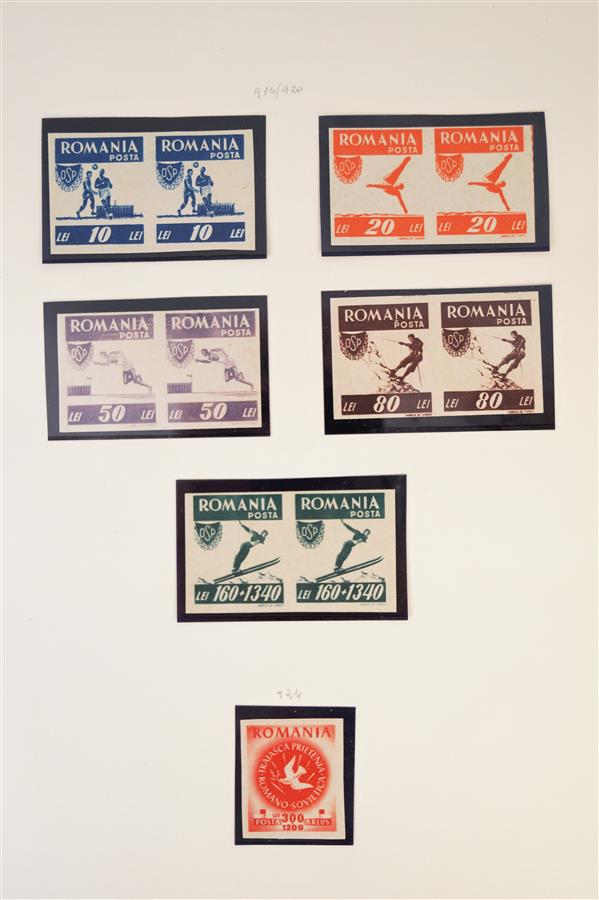 916/920
ROMANIA
POSTA
OSP
LEI 10 LEI
ROMANIA
POSTA
OSP
LEI 10 LEI
ROMANIA
POSTA
OSP
LEI 20 LEI
ROMANIA
POSTA
OSP
LEI 20 LEI
ROMANIA
POSTA
OSP
LEI 50 LEI
ROMANIA
POSTA
OSP
LEI 50 LEI
ROMANIA
POSTA
OSP
LEI 80 LEI
ROMANIA
POSTA
OSP
LEI 80 LEI
ROMANIA
POSTA
OSP
LEI 160+1340
ROMANIA
POSTA
OSP
LEI 160+1340
924
ROMANIA
TRAIASCA PRIETENIA
ROMANO-SOVIETICA
LEI
300
POSTA ARLUS
1200